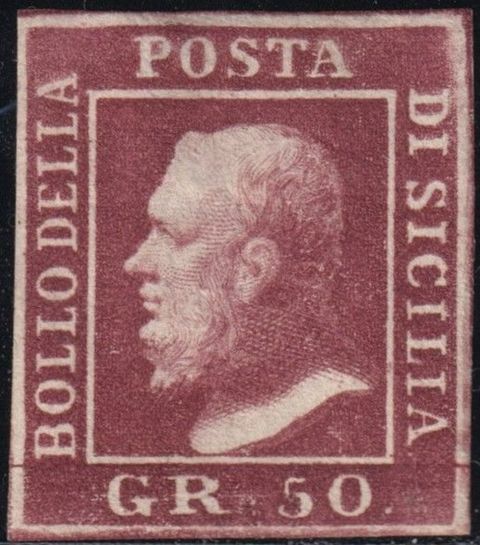 BOLLO DELLA
POSTA
DI SICILIA
GR. 50.